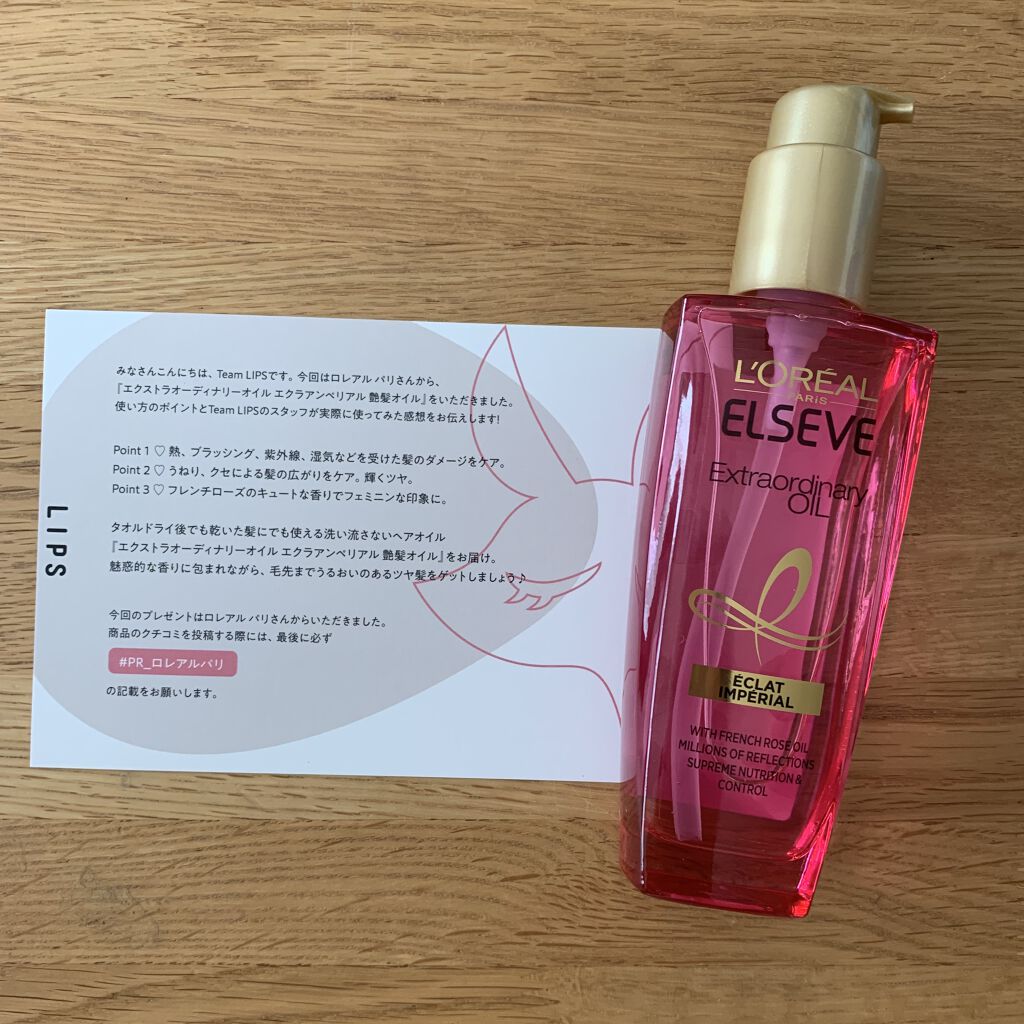 みなさんこんにちは、Team LIPSです。今回はロレアル パリさんから、
『エクストラオーディナリーオイル エクラアンペリアル 艶髪オイル』をいただきました。
使い方のポイントとTeam LIPSのスタッフが実際に使ってみた感想をお伝えします!
Point 1 ♡ 熱、ブラッシング、紫外線、湿気などを受けた髪のダメージをケア。
Point 2 ♡ うねり、クセによる髪の広がりをケア。輝くツヤ。
Point 3 ♡ フレンチローズのキュートな香りでフェミニンな印象に。
タオルドライ後でも乾いた髪にでも使える洗い流さないヘアオイル
『エクストラオーディナリーオイル エクラアンペリアル 艶髪オイル』をお届け。
魅惑的な香りに包まれながら、毛先までうるおいのあるツヤ髪をゲットしましょう♪
今回のプレゼントはロレアル パリさんからいただきました。
商品のクチコミを投稿する際には、最後に必ず
#PR_ロレアルパリ
の記載をお願いします。
LIPS
L'ORÉAL
PARiS
ELSEVE
Extraordinary
OIL
ÉCLAT
IMPÉRIAL
WITH FRENCH ROSE OIL
MILLIONS OF REFLECTIONS
SUPREME NUTRITION &
CONTROL